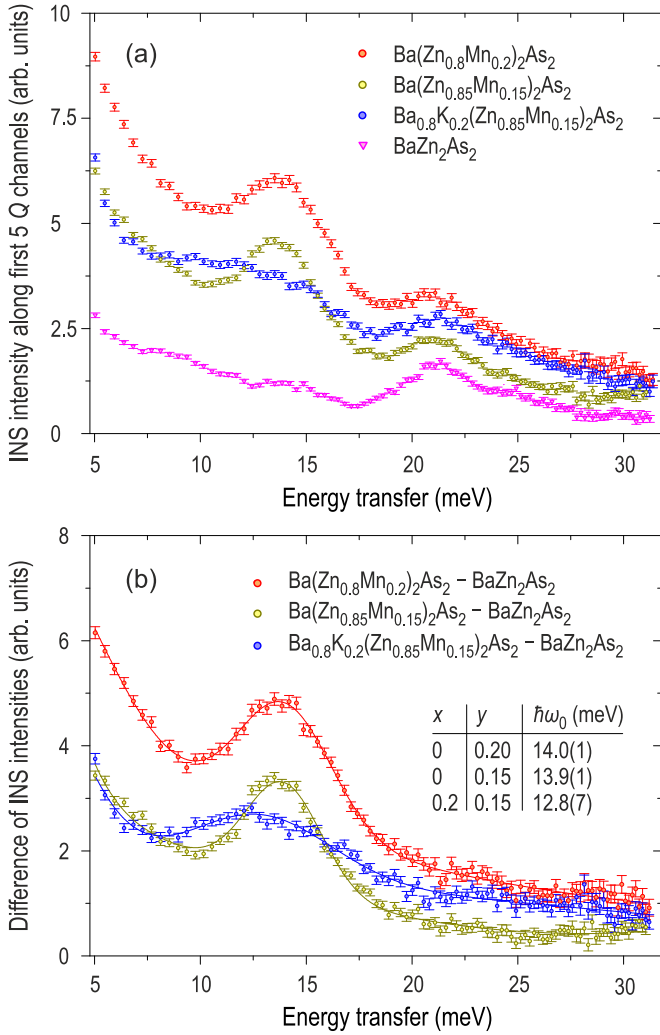 INS intensity along first 5 Q channels (arb. units)
10
7.5
5
2.5
0
(a)
Ba(Zn₀.₈Mn₀.₂)₂As₂
Ba(Zn₀.₈₅Mn₀.₁₅)₂As₂
Ba₀.₈K₀.₂(Zn₀.₈₅Mn₀.₁₅)₂As₂
BaZn₂As₂
5 10 15 20 25 30
Energy transfer (meV)
Difference of INS intensities (arb. units)
8
6
4
2
0
(b)
Ba(Zn₀.₈Mn₀.₂)₂As₂ − BaZn₂As₂
Ba(Zn₀.₈₅Mn₀.₁₅)₂As₂ − BaZn₂As₂
Ba₀.₈K₀.₂(Zn₀.₈₅Mn₀.₁₅)₂As₂ − BaZn₂As₂
x y ħω₀ (meV)
0 0.20 14.0(1)
0 0.15 13.9(1)
0.2 0.15 12.8(7)
5 10 15 20 25 30
Energy transfer (meV)